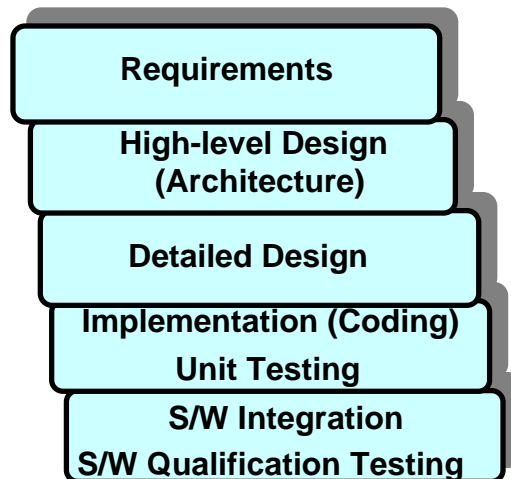 Requirements
High-level Design
(Architecture)
Detailed Design
Implementation (Coding)
Unit Testing
S/W Integration
S/W Qualification Testing